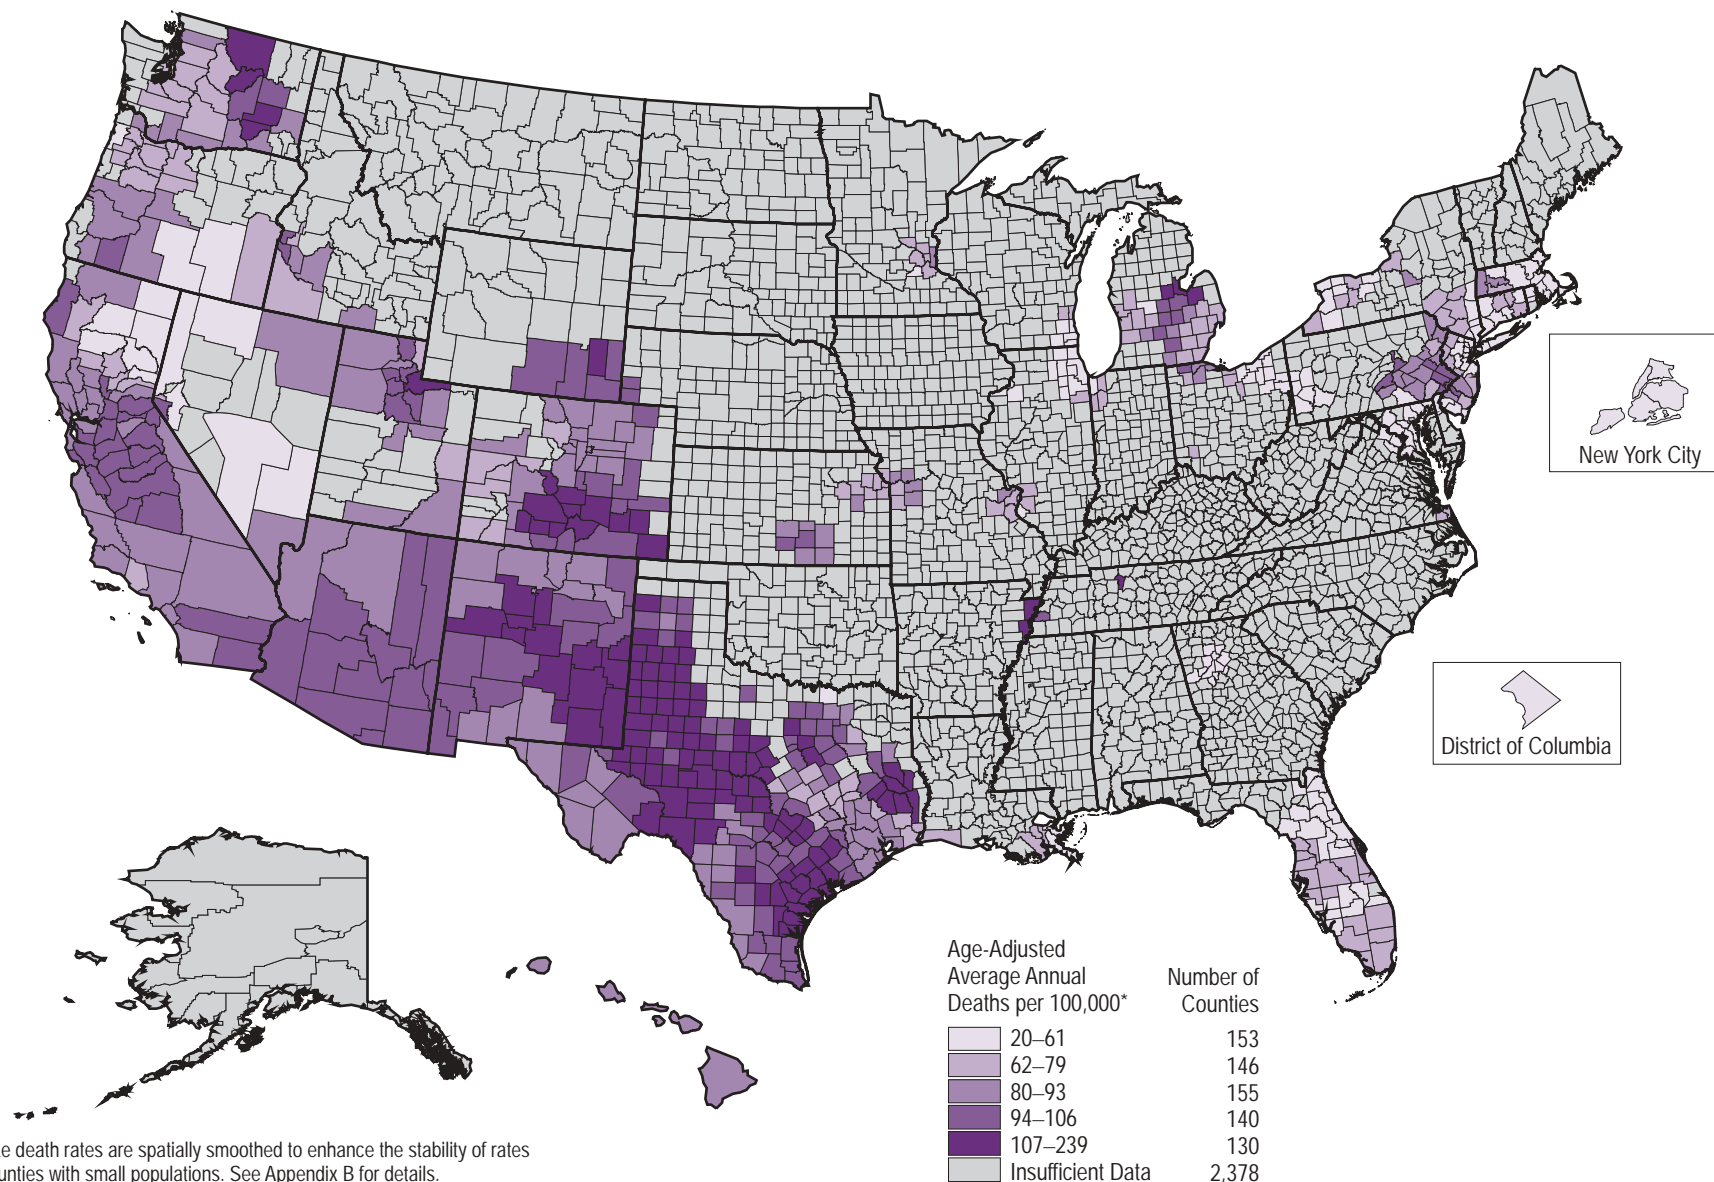 New York City
District of Columbia
Age-Adjusted
Average Annual Number of
Deaths per 100,000* Counties
20–61 153
62–79 146
80–93 155
94–106 140
107–239 130
Insufficient Data 2,378
death rates are spatially smoothed to enhance the stability of rates
with small populations. See Appendix B for details.